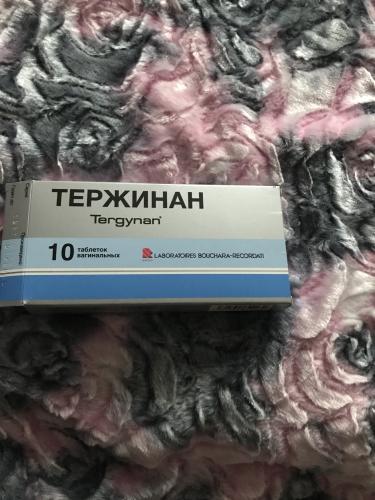 ТЕРЖИНАН
Tergynan®
10 таблеток
вагинальных
LABORATOIRES BOUCHARA-RECORDATI